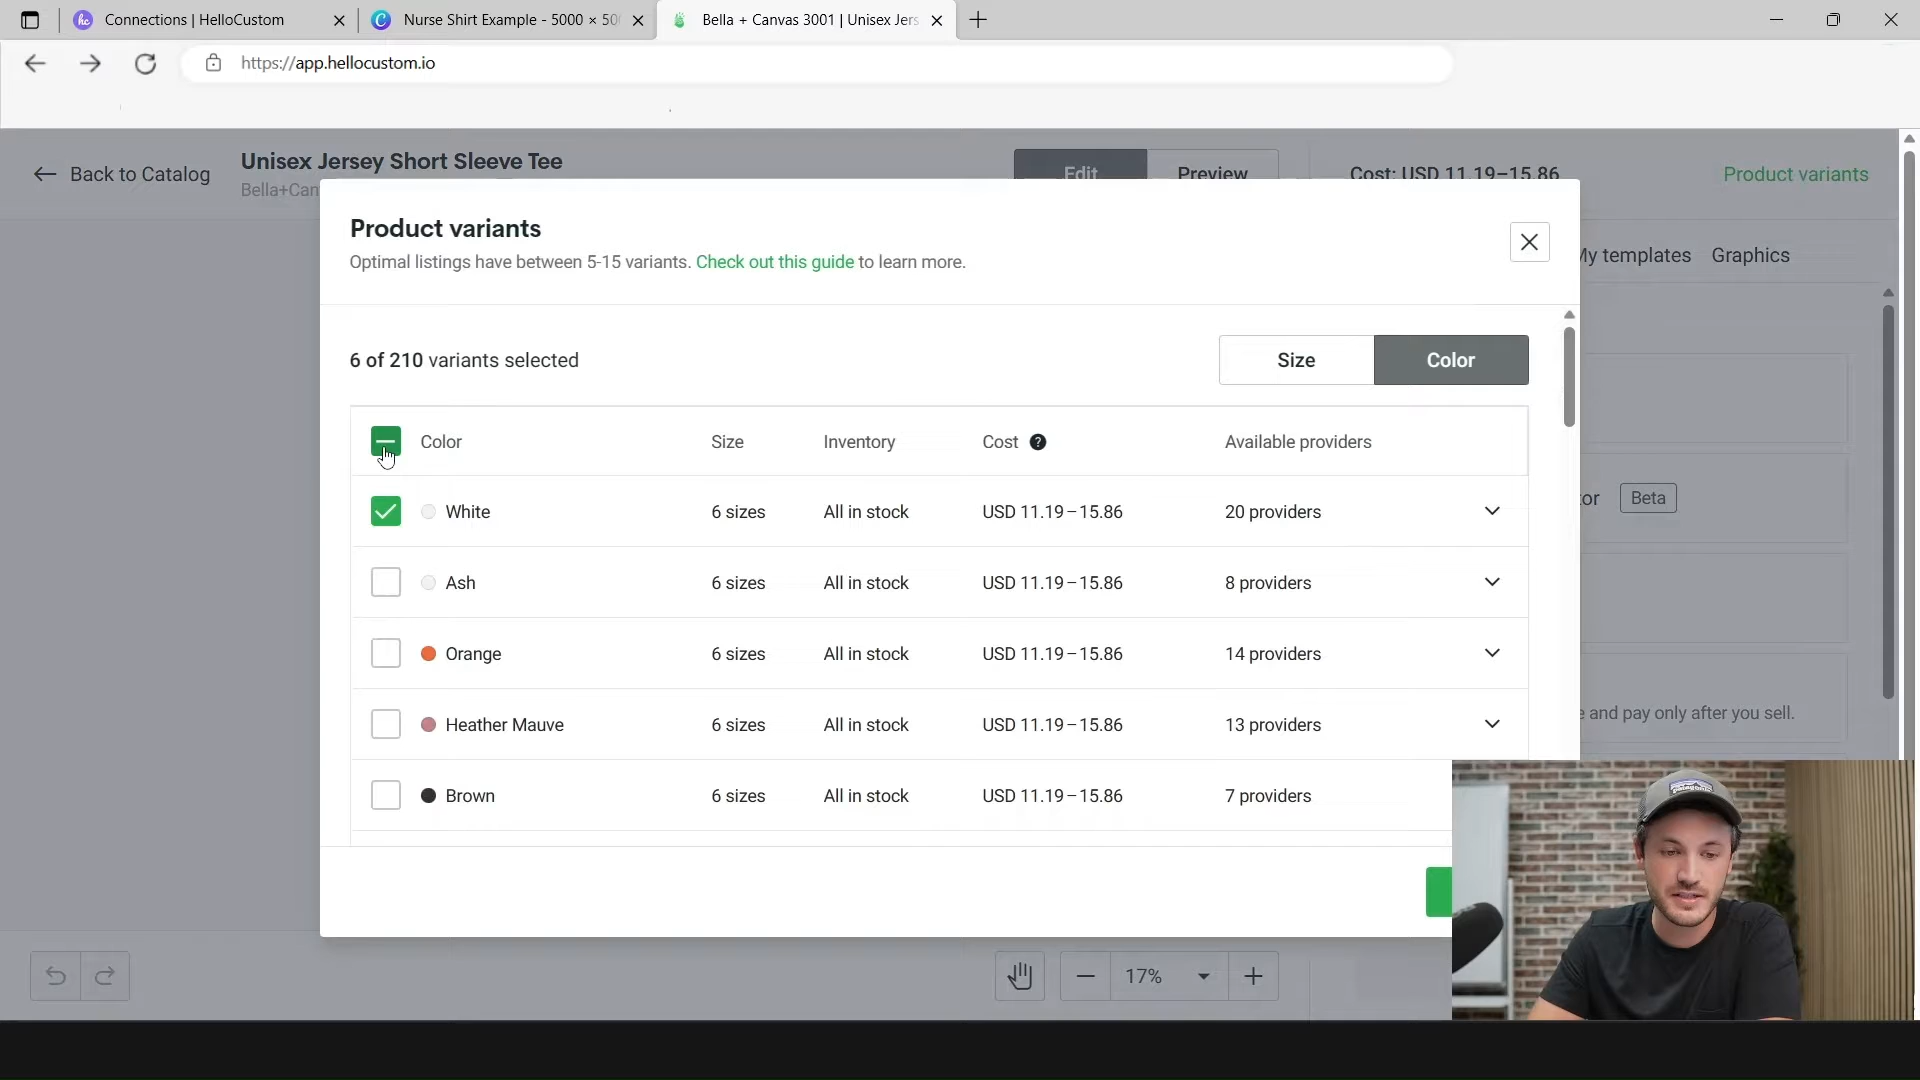 Connections | HelloCustom
Nurse Shirt Example - 5000 × 50
Bella + Canvas 3001 | Unisex Jers
https://app.hellocustom.io
Back to Catalog
Unisex Jersey Short Sleeve Tee
Bella+Can
Edit
Preview
Cost: USD 11.19–15.86
Product variants
Product variants
Optimal listings have between 5-15 variants. Check out this guide to learn more.
My templates
Graphics
6 of 210 variants selected
Size
Color
Color
Size
Inventory
Cost ?
Available providers
White
6 sizes
All in stock
USD 11.19–15.86
20 providers
Ash
6 sizes
All in stock
USD 11.19–15.86
8 providers
Orange
6 sizes
All in stock
USD 11.19–15.86
14 providers
Heather Mauve
6 sizes
All in stock
USD 11.19–15.86
13 providers
Brown
6 sizes
All in stock
USD 11.19–15.86
7 providers
or
Beta
e and pay only after you sell.
17%
patagonia